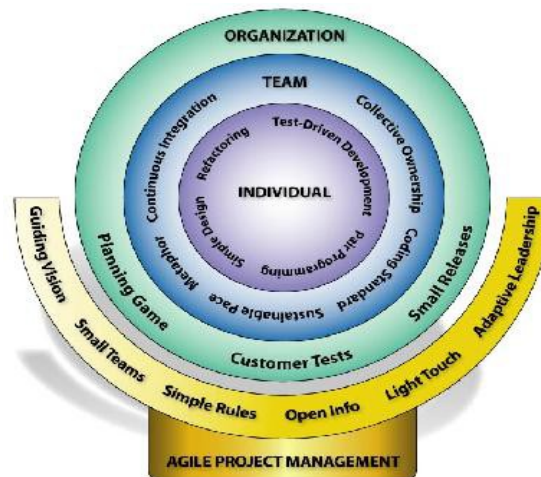 ORGANIZATION
TEAM
Continuous Integration
Collective Ownership
Refactoring
Test-Driven Development
INDIVIDUAL
Simple Design
Pair Programming
Metaphor
Sustainable Pace
Coding Standard
Planning Game
Customer Tests
Small Releases
Guiding Vision
Small Teams
Simple Rules
Open Info
Light Touch
Adaptive Leadership
AGILE PROJECT MANAGEMENT